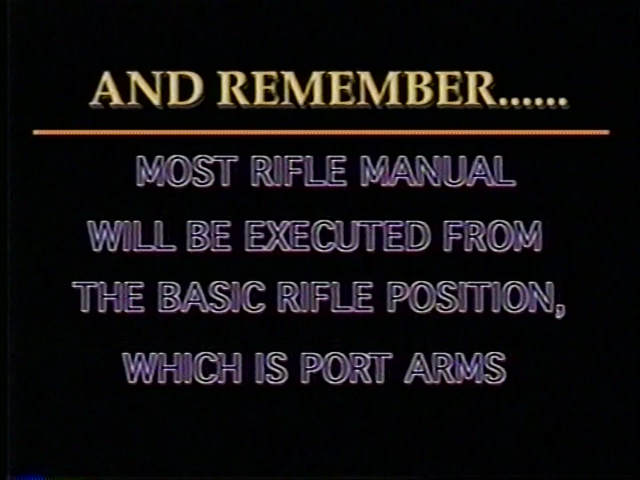 AND REMEMBER......
MOST RIFLE MANUAL
WILL BE EXECUTED FROM
THE BASIC RIFLE POSITION,
WHICH IS PORT ARMS